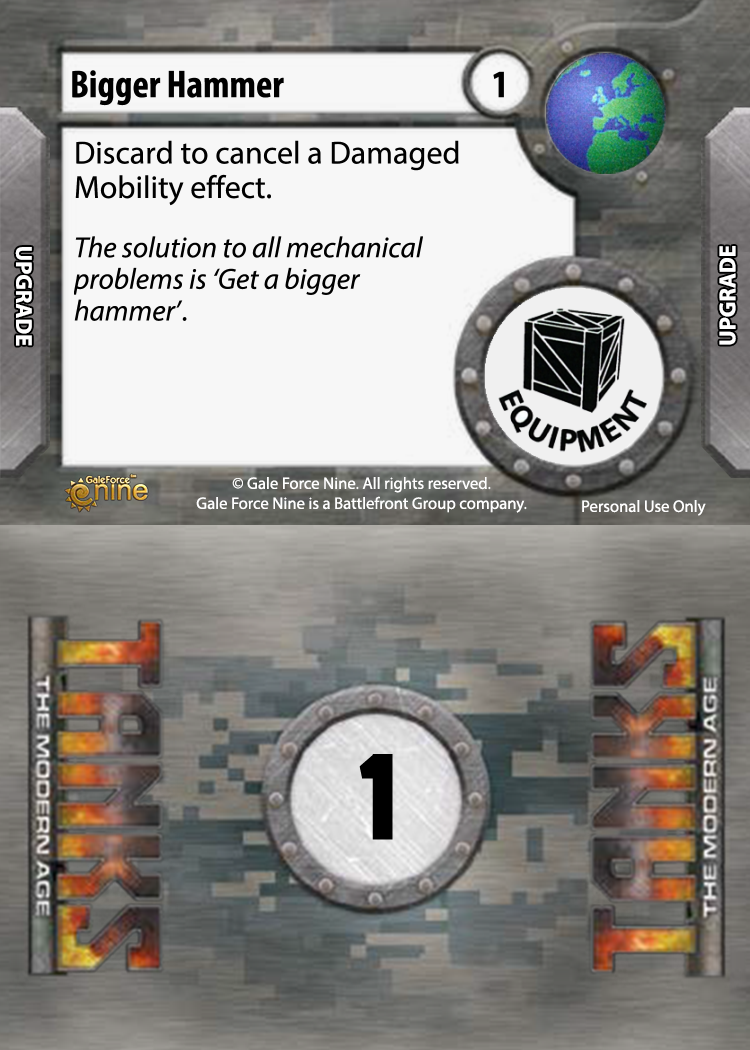 Bigger Hammer
1
Discard to cancel a Damaged
Mobility effect.
The solution to all mechanical
problems is ‘Get a bigger
hammer’.
UPGRADE
UPGRADE
EQUIPMENT
GaleForce™
nine
© Gale Force Nine. All rights reserved.
Gale Force Nine is a Battlefront Group company.
Personal Use Only
TANKS
THE MODERN AGE
1
TANKS
THE MODERN AGE